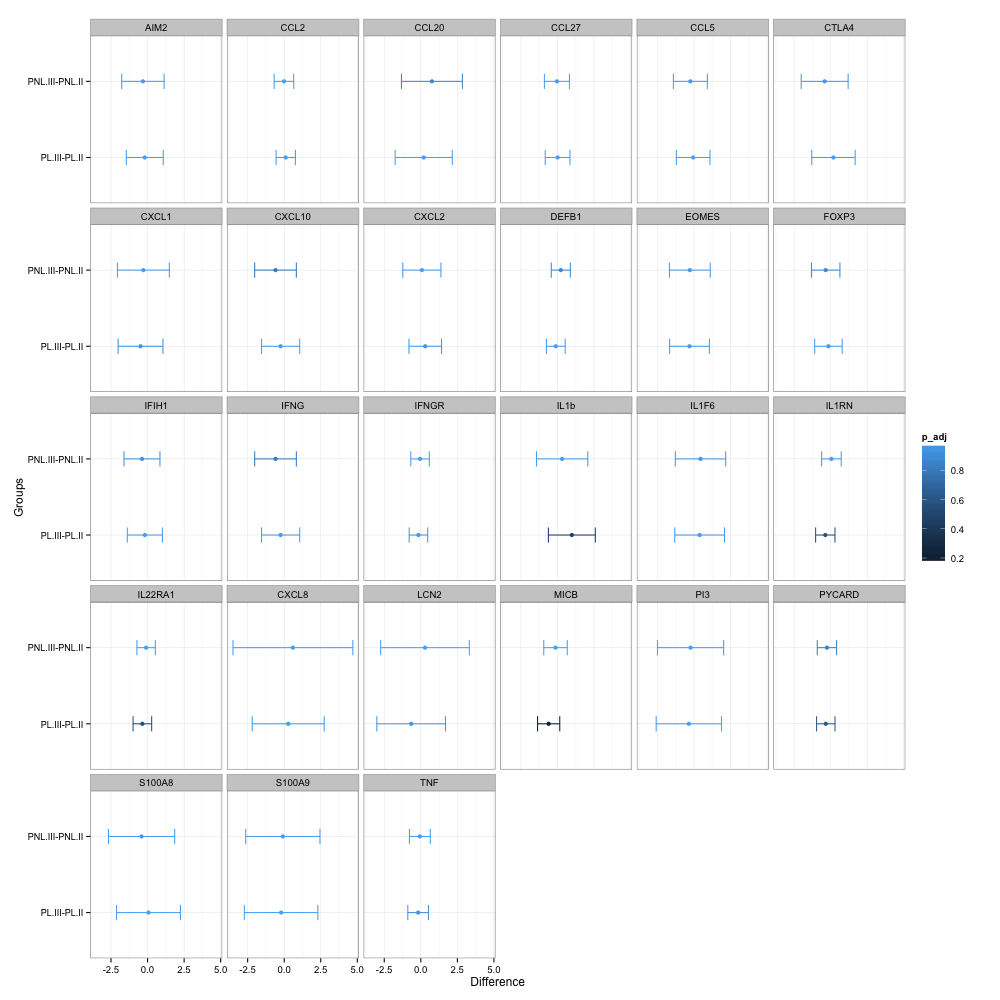 AIM2 CCL2 CCL20 CCL27 CCL5 CTLA4
PNL.III-PNL.II
PL.III-PL.II
CXCL1 CXCL10 CXCL2 DEFB1 EOMES FOXP3
PNL.III-PNL.II
PL.III-PL.II
IFIH1 IFNG IFNGR IL1b IL1F6 IL1RN
PNL.III-PNL.II
PL.III-PL.II
IL22RA1 CXCL8 LCN2 MICB PI3 PYCARD
PNL.III-PNL.II
PL.III-PL.II
S100A8 S100A9 TNF
PNL.III-PNL.II
PL.III-PL.II
-2.5 0.0 2.5 5.0 -2.5 0.0 2.5 5.0 -2.5 0.0 2.5 5.0
Difference
Groups
p_adj
0.8
0.6
0.4
0.2